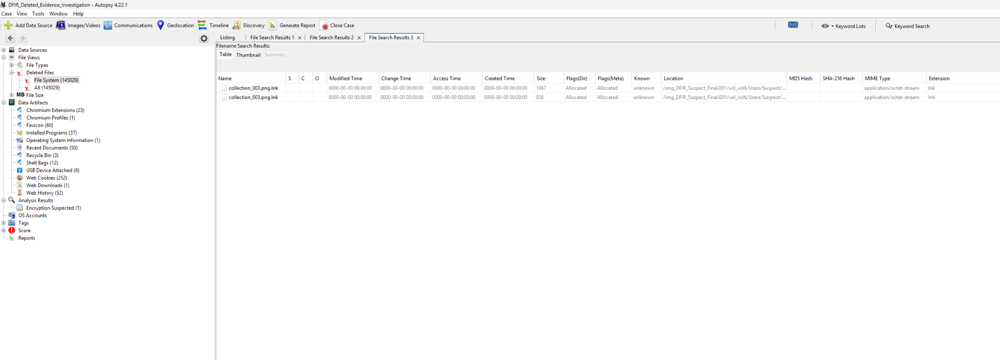 DFIR_Deleted_Evidence_Investigation - Autopsy 4.22.1
Case View Tools Window Help
Add Data Source Images/Videos Communications Geolocation Timeline Discovery Generate Report Close Case Keyword Lists Keyword Search
Listing File Search Results 1 File Search Results 2 File Search Results 3
Filename Search Results:
Table Thumbnail Summary
Data Sources
File Views
File Types
Deleted Files
File System (145029)
All (145029)
MB File Size
Data Artifacts
Chromium Extensions (23)
Chromium Profiles (1)
Favicon (60)
Installed Programs (37)
Operating System Information (1)
Recent Documents (50)
Recycle Bin (3)
Shell Bags (12)
USB Device Attached (6)
Web Cookies (252)
Web Downloads (1)
Web History (52)
Analysis Results
Encryption Suspected (1)
OS Accounts
Tags
Score
Reports
Name S C O Modified Time Change Time Access Time Created Time Size Flags(Dir) Flags(Meta) Known Location MD5 Hash SHA-256 Hash MIME Type Extension
collection_003.png.lnk 0000-00-00 00:00:00 0000-00-00 00:00:00 0000-00-00 00:00:00 0000-00-00 00:00:00 1087 Allocated Allocated unknown /img_DFIR_Suspect_Final.E01/vol_vol6/Users/Suspect/... application/octet-stream lnk
collection_003.png.lnk 0000-00-00 00:00:00 0000-00-00 00:00:00 0000-00-00 00:00:00 0000-00-00 00:00:00 938 Allocated Allocated unknown /img_DFIR_Suspect_Final.E01/vol_vol6/Users/Suspect/... application/octet-stream lnk